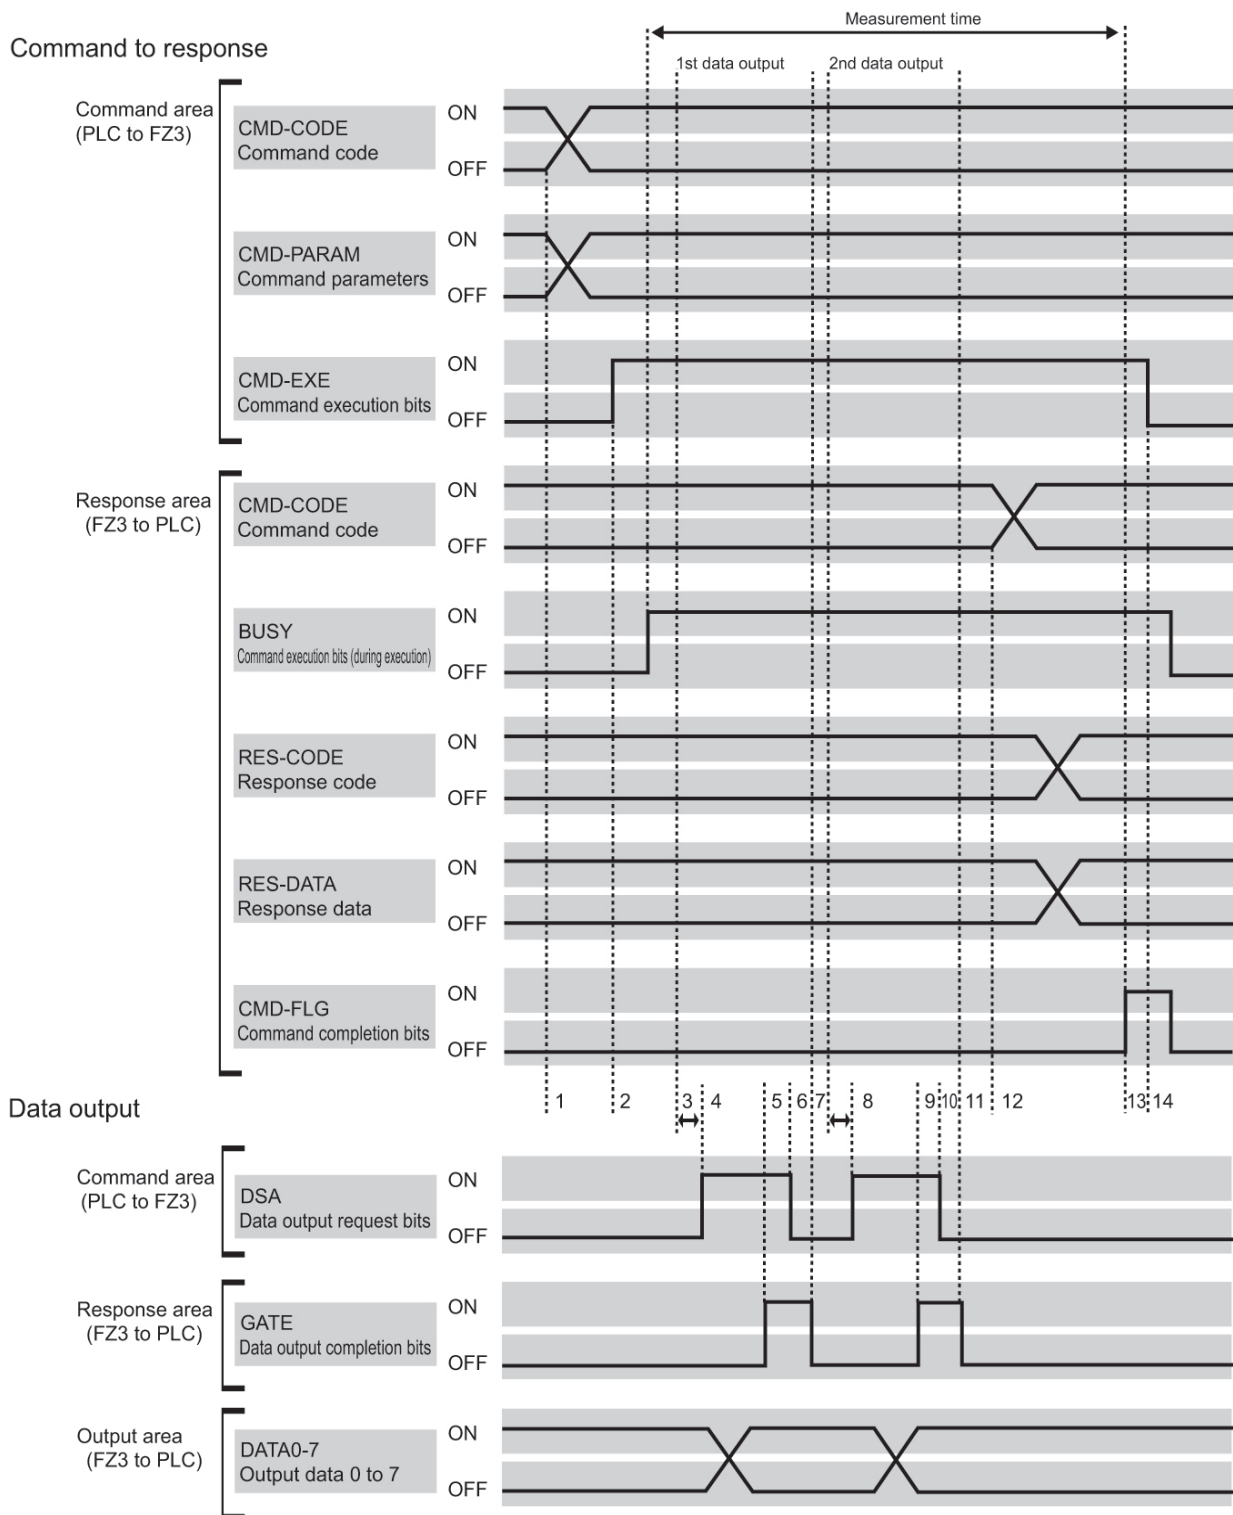 Measurement time
Command to response
1st data output
2nd data output
Command area
(PLC to FZ3)
CMD-CODE
Command code
ON
OFF
CMD-PARAM
Command parameters
ON
OFF
CMD-EXE
Command execution bits
ON
OFF
Response area
(FZ3 to PLC)
CMD-CODE
Command code
ON
OFF
BUSY
Command execution bits (during execution)
ON
OFF
RES-CODE
Response code
ON
OFF
RES-DATA
Response data
ON
OFF
CMD-FLG
Command completion bits
ON
OFF
1 2 3 4 5 6 7 8 9 10 11 12 13 14
Data output
Command area
(PLC to FZ3)
DSA
Data output request bits
ON
OFF
Response area
(FZ3 to PLC)
GATE
Data output completion bits
ON
OFF
Output area
(FZ3 to PLC)
DATA0-7
Output data 0 to 7
ON
OFF